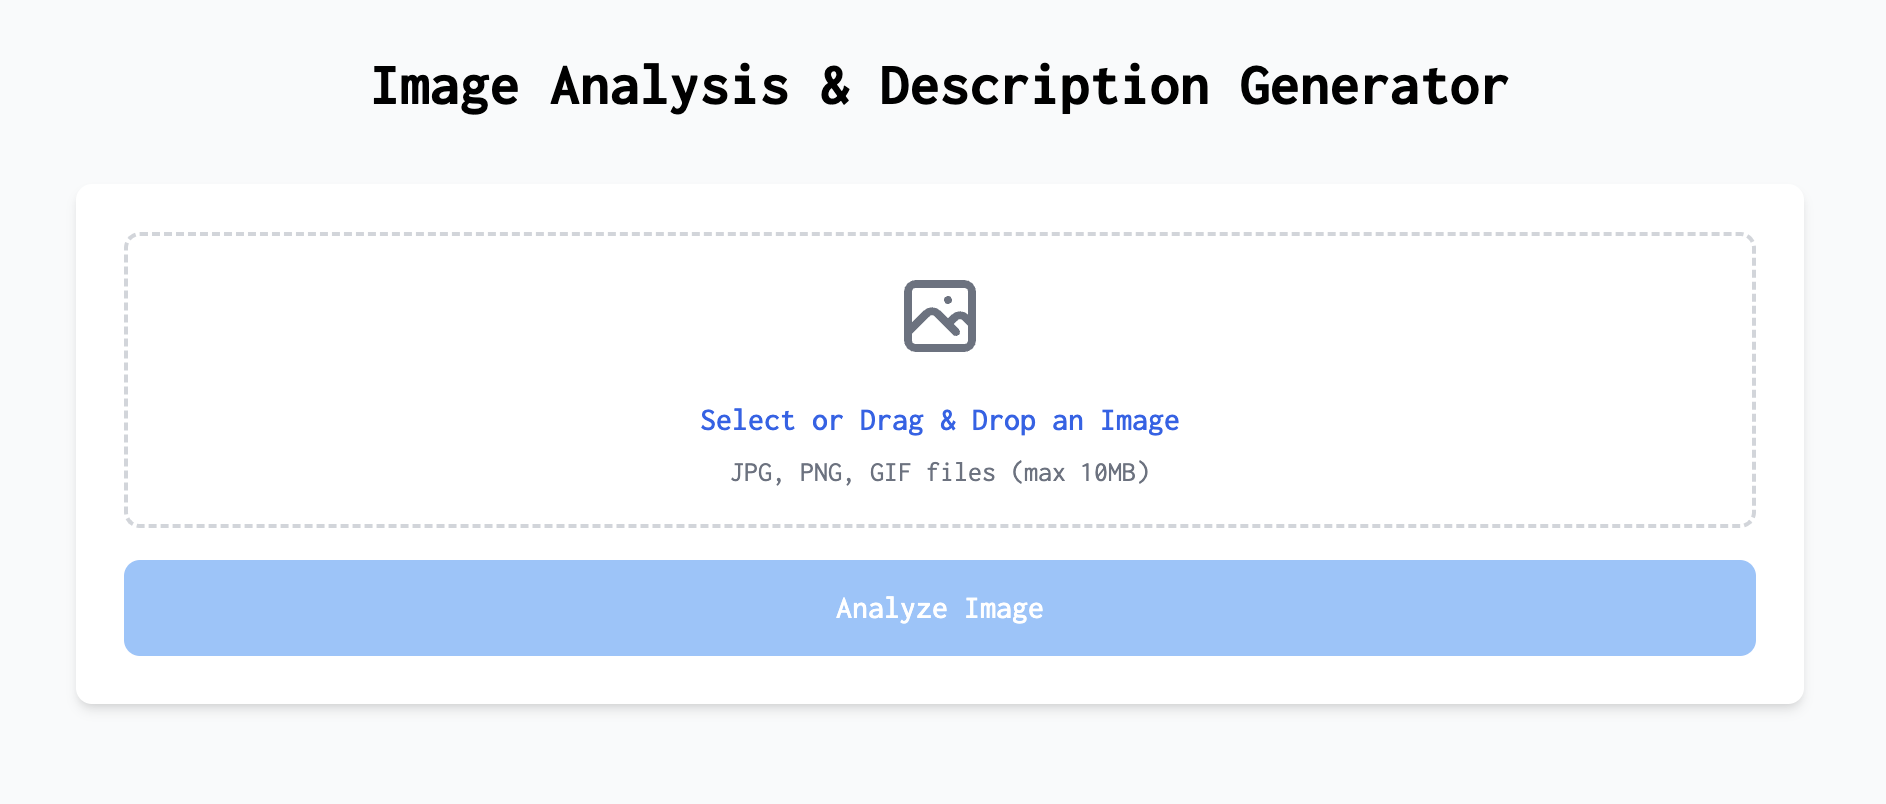 Image Analysis & Description Generator
Select or Drag & Drop an Image
JPG, PNG, GIF files (max 10MB)
Analyze Image